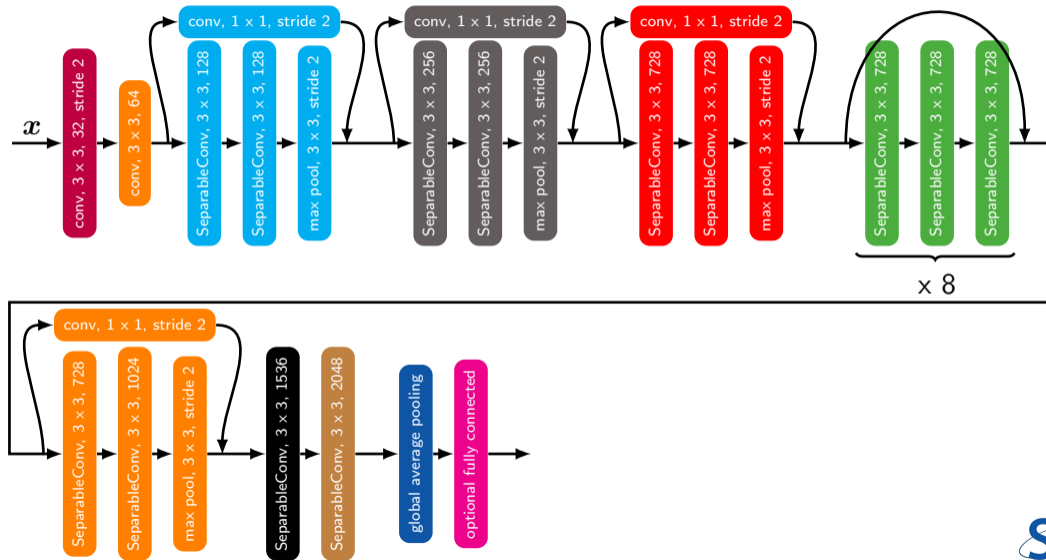 x
conv, 3 x 3, 32, stride 2
conv, 3 x 3, 64
conv, 1 x 1, stride 2
SeparableConv, 3 x 3, 128
SeparableConv, 3 x 3, 128
max pool, 3 x 3, stride 2
conv, 1 x 1, stride 2
SeparableConv, 3 x 3, 256
SeparableConv, 3 x 3, 256
max pool, 3 x 3, stride 2
conv, 1 x 1, stride 2
SeparableConv, 3 x 3, 728
SeparableConv, 3 x 3, 728
max pool, 3 x 3, stride 2
SeparableConv, 3 x 3, 728
SeparableConv, 3 x 3, 728
SeparableConv, 3 x 3, 728
x 8
conv, 1 x 1, stride 2
SeparableConv, 3 x 3, 728
SeparableConv, 3 x 3, 1024
max pool, 3 x 3, stride 2
SeparableConv, 3 x 3, 1536
SeparableConv, 3 x 3, 2048
global average pooling
optional fully connected
S